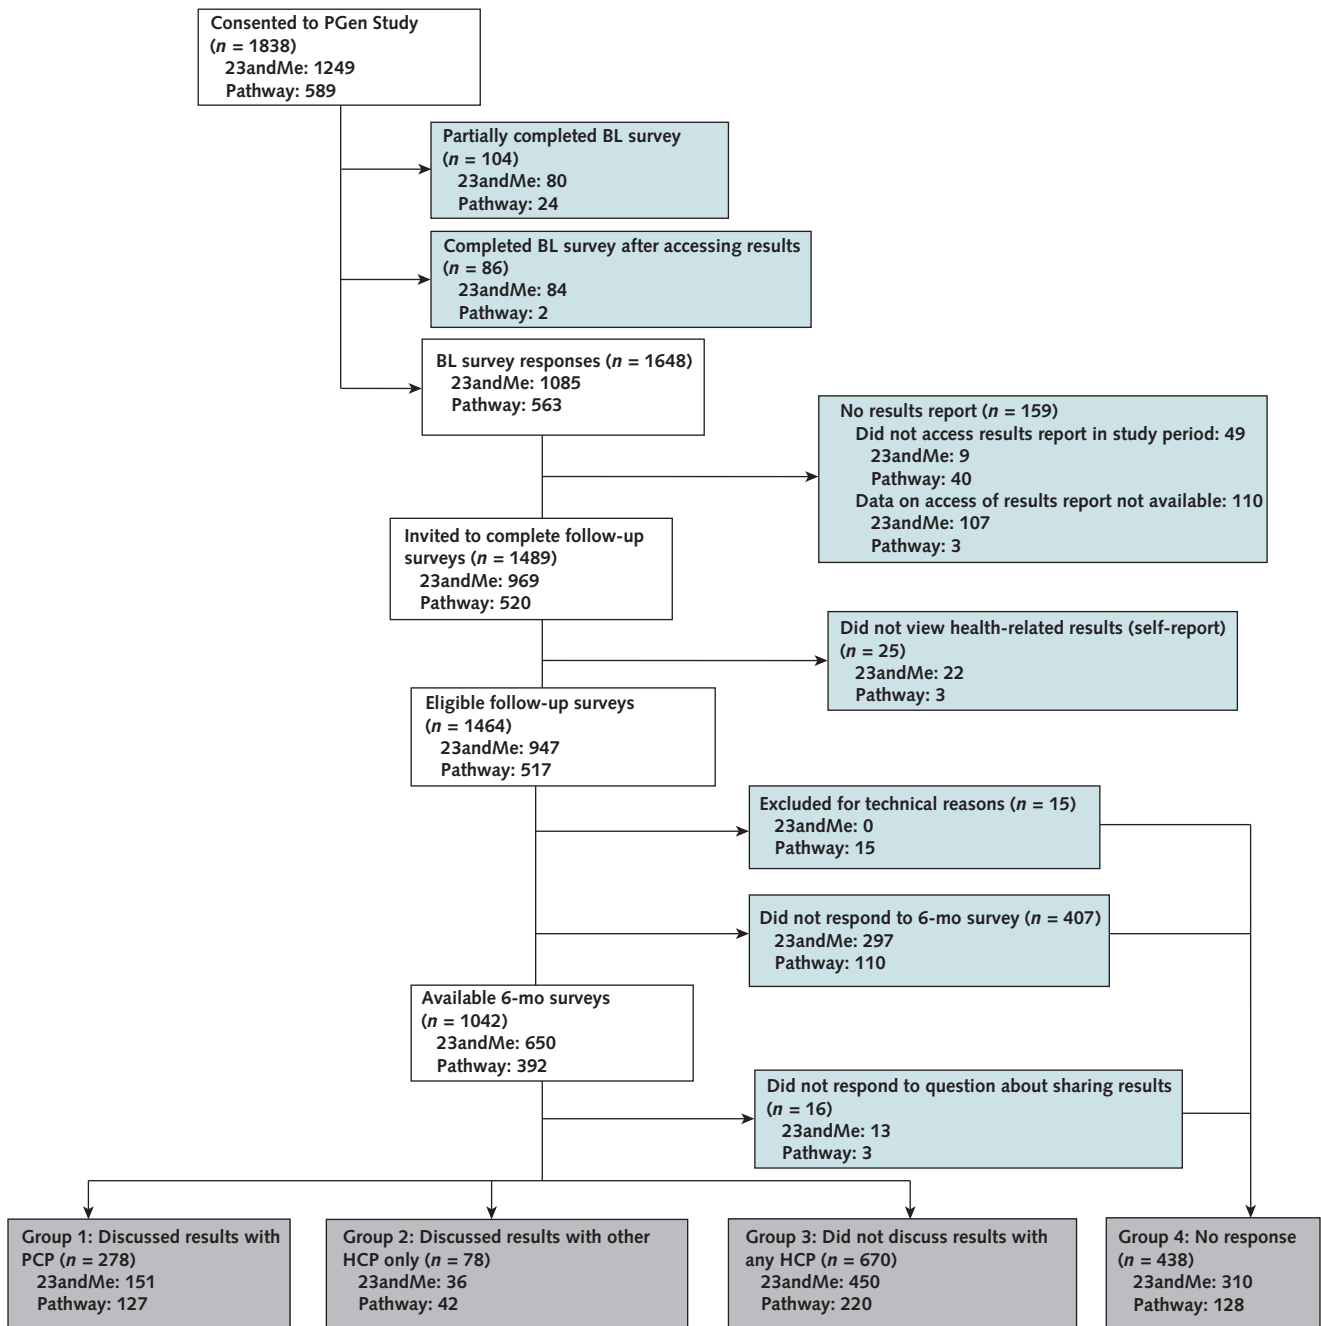 Consented to PGen Study
(n = 1838)
23andMe: 1249
Pathway: 589
Partially completed BL survey
(n = 104)
23andMe: 80
Pathway: 24
Completed BL survey after accessing results
(n = 86)
23andMe: 84
Pathway: 2
BL survey responses (n = 1648)
23andMe: 1085
Pathway: 563
No results report (n = 159)
Did not access results report in study period: 49
23andMe: 9
Pathway: 40
Data on access of results report not available: 110
23andMe: 107
Pathway: 3
Invited to complete follow-up
surveys (n = 1489)
23andMe: 969
Pathway: 520
Did not view health-related results (self-report)
(n = 25)
23andMe: 22
Pathway: 3
Eligible follow-up surveys
(n = 1464)
23andMe: 947
Pathway: 517
Excluded for technical reasons (n = 15)
23andMe: 0
Pathway: 15
Did not respond to 6-mo survey (n = 407)
23andMe: 297
Pathway: 110
Available 6-mo surveys
(n = 1042)
23andMe: 650
Pathway: 392
Did not respond to question about sharing results
(n = 16)
23andMe: 13
Pathway: 3
Group 1: Discussed results with
PCP (n = 278)
23andMe: 151
Pathway: 127
Group 2: Discussed results with other
HCP only (n = 78)
23andMe: 36
Pathway: 42
Group 3: Did not discuss results with
any HCP (n = 670)
23andMe: 450
Pathway: 220
Group 4: No response
(n = 438)
23andMe: 310
Pathway: 128